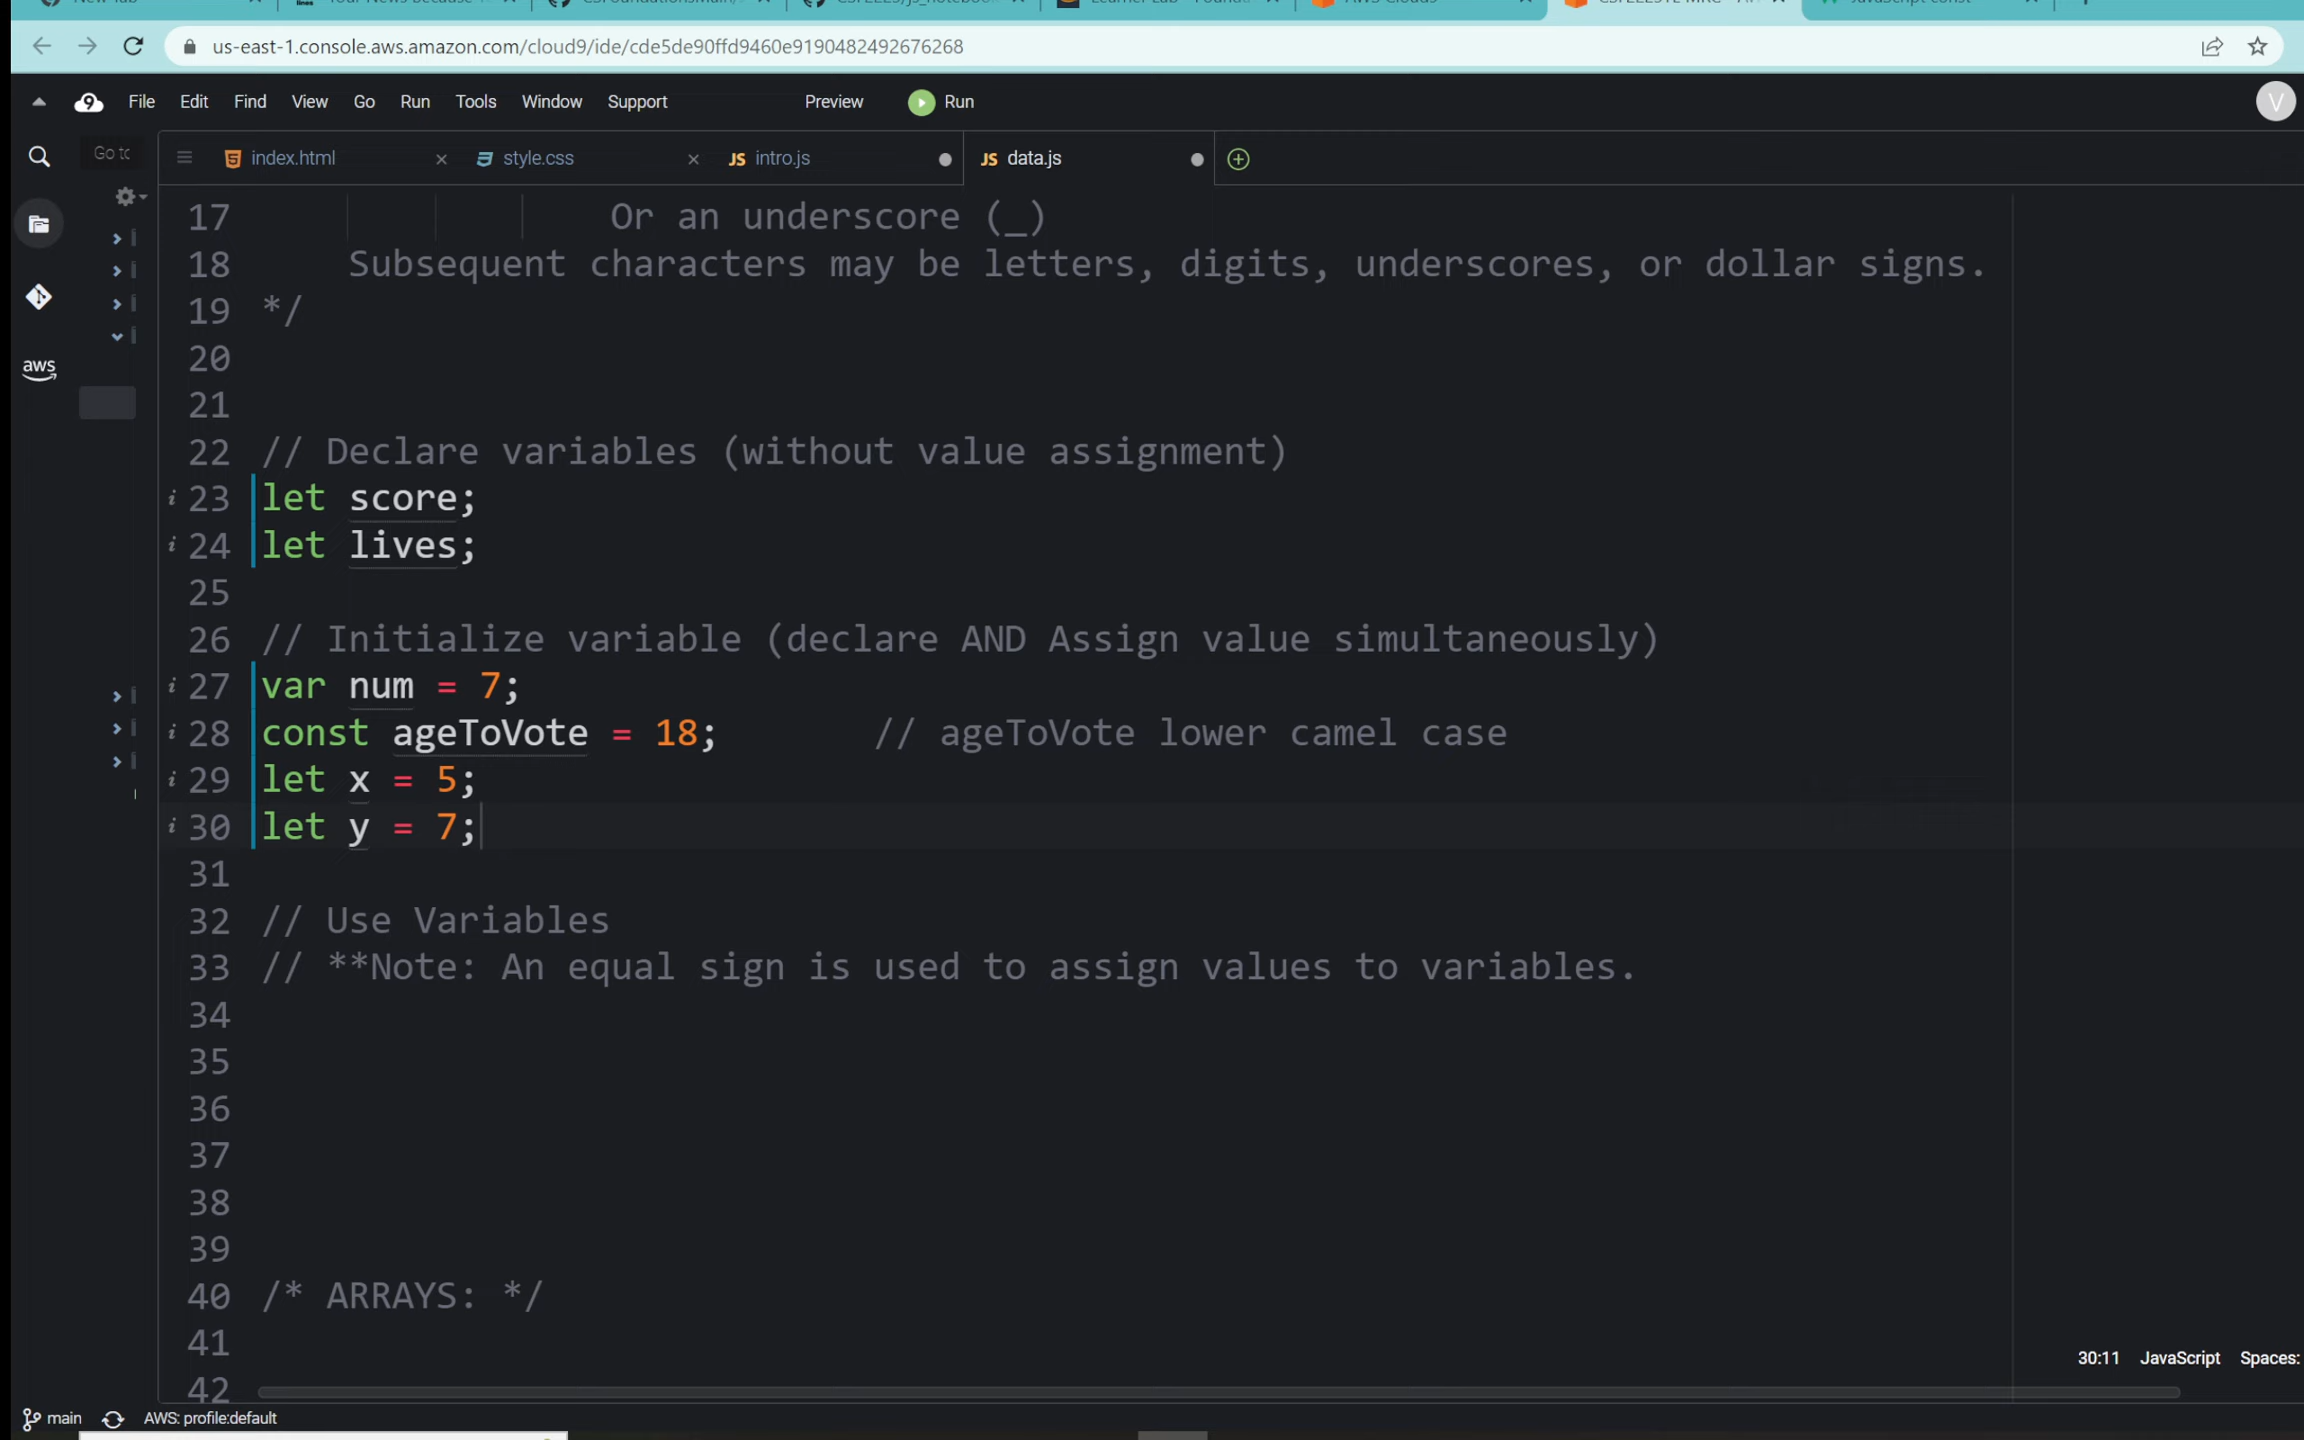 us-east-1.console.aws.amazon.com/cloud9/ide/cde5de90ffd9460e9190482492676268
9 File Edit Find View Go Run Tools Window Support Preview Run V
Go to index.html style.css JS intro.js JS data.js
17 Or an underscore (_)
18 Subsequent characters may be letters, digits, underscores, or dollar signs.
19 */
20
21
22 // Declare variables (without value assignment)
i 23 let score;
i 24 let lives;
25
26 // Initialize variable (declare AND Assign value simultaneously)
i 27 var num = 7;
i 28 const ageToVote = 18; // ageToVote lower camel case
i 29 let x = 5;
i 30 let y = 7;
31
32 // Use Variables
33 // **Note: An equal sign is used to assign values to variables.
34
35
36
37
38
39
40 /* ARRAYS: */
41
42
aws
30:11 JavaScript Spaces:
main AWS: profile:default